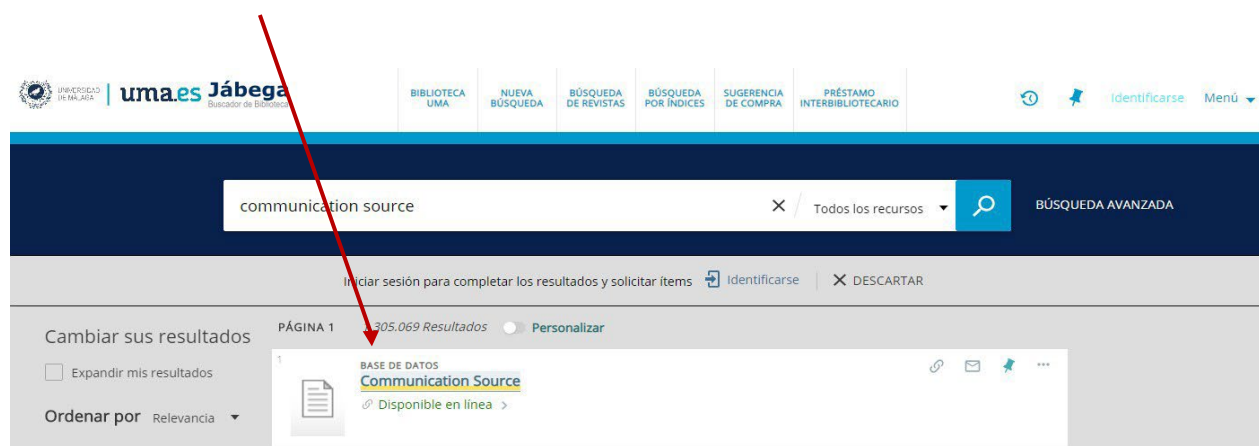 UNIVERSIDAD DE MÁLAGA | uma.es Jábega
Buscador de Biblioteca
BIBLIOTECA UMA
NUEVA BÚSQUEDA
BÚSQUEDA DE REVISTAS
BÚSQUEDA POR ÍNDICES
SUGERENCIA DE COMPRA
PRÉSTAMO INTERBIBLIOTECARIO
Identificarse
Menú
communication source
Todos los recursos
BÚSQUEDA AVANZADA
Iniciar sesión para completar los resultados y solicitar ítems Identificarse DESCARTAR
Cambiar sus resultados
Expandir mis resultados
Ordenar por Relevancia
PÁGINA 1 305.069 Resultados Personalizar
1
BASE DE DATOS
Communication Source
Disponible en línea